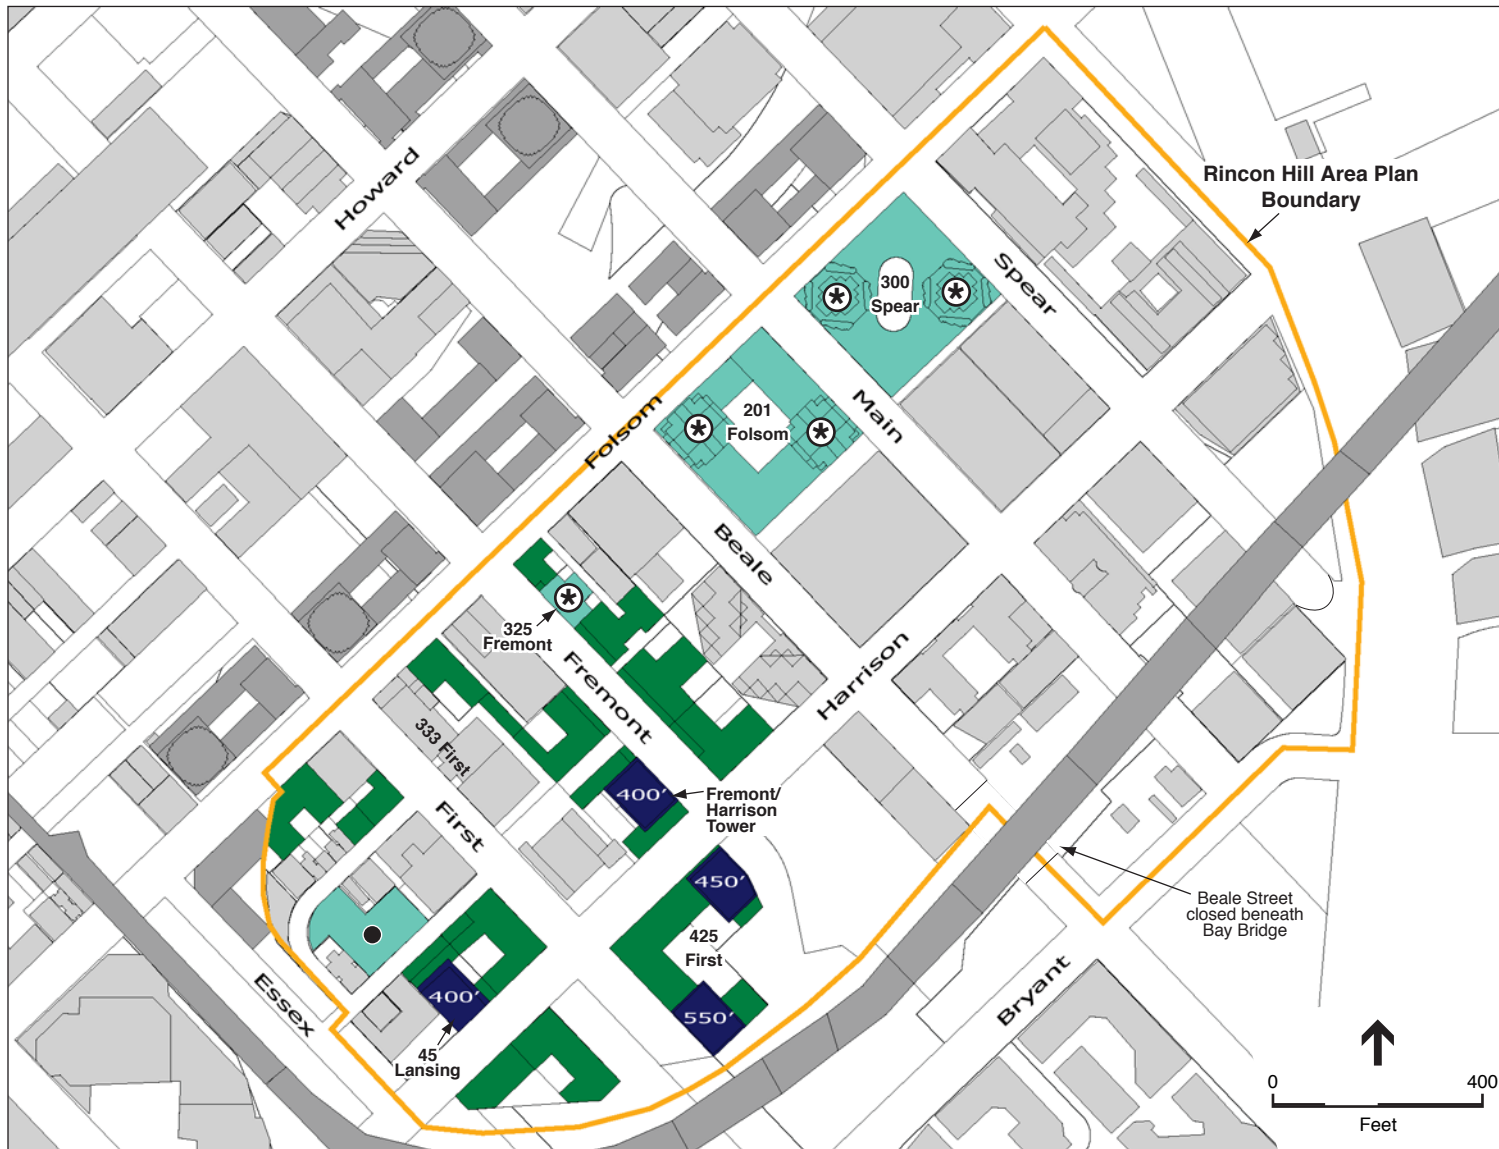 Howard
Rincon Hill Area Plan
Boundary
Spear
300
Spear
Main
201
Folsom
Folsom
Beale
325
Fremont
Fremont
Harrison
333 First
400’
Fremont/
Harrison
Tower
First
450’
Beale Street
closed beneath
Bay Bridge
425
First
Essex
400’
550’
Bryant
45
Lansing
0
400
Feet